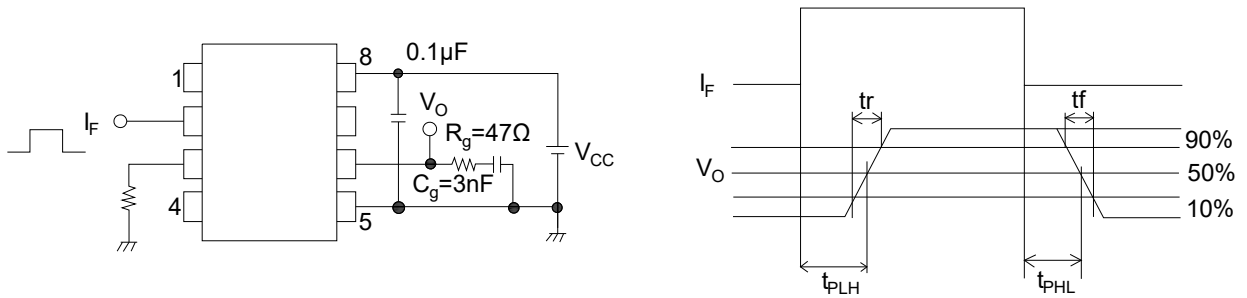 1
8
0.1µF
I_F
V_O
R_g=47Ω
C_g=3nF
V_CC
4
5
I_F
tr
tf
V_O
90%
50%
10%
t_PLH
t_PHL